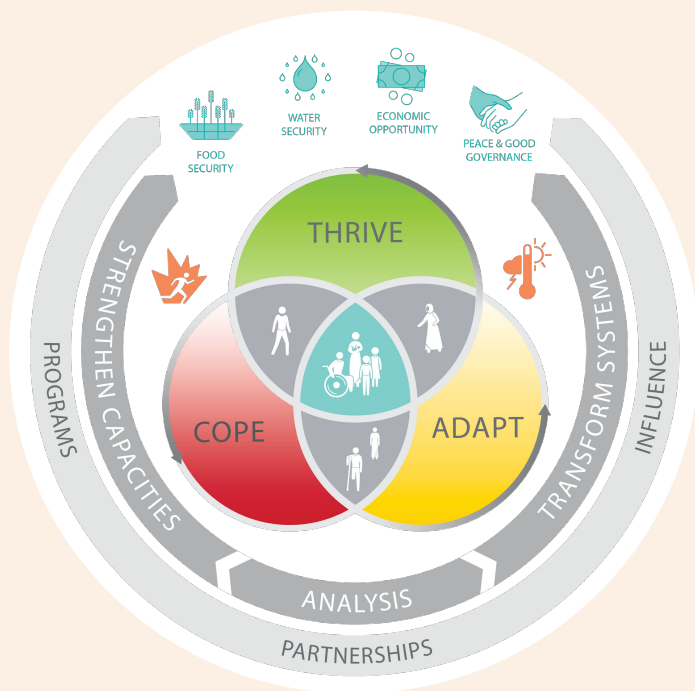 FOOD
SECURITY
WATER
SECURITY
ECONOMIC
OPPORTUNITY
PEACE & GOOD
GOVERNANCE
THRIVE
COPE
ADAPT
STRENGTHEN CAPACITIES
ANALYSIS
TRANSFORM SYSTEMS
PROGRAMS
PARTNERSHIPS
INFLUENCE